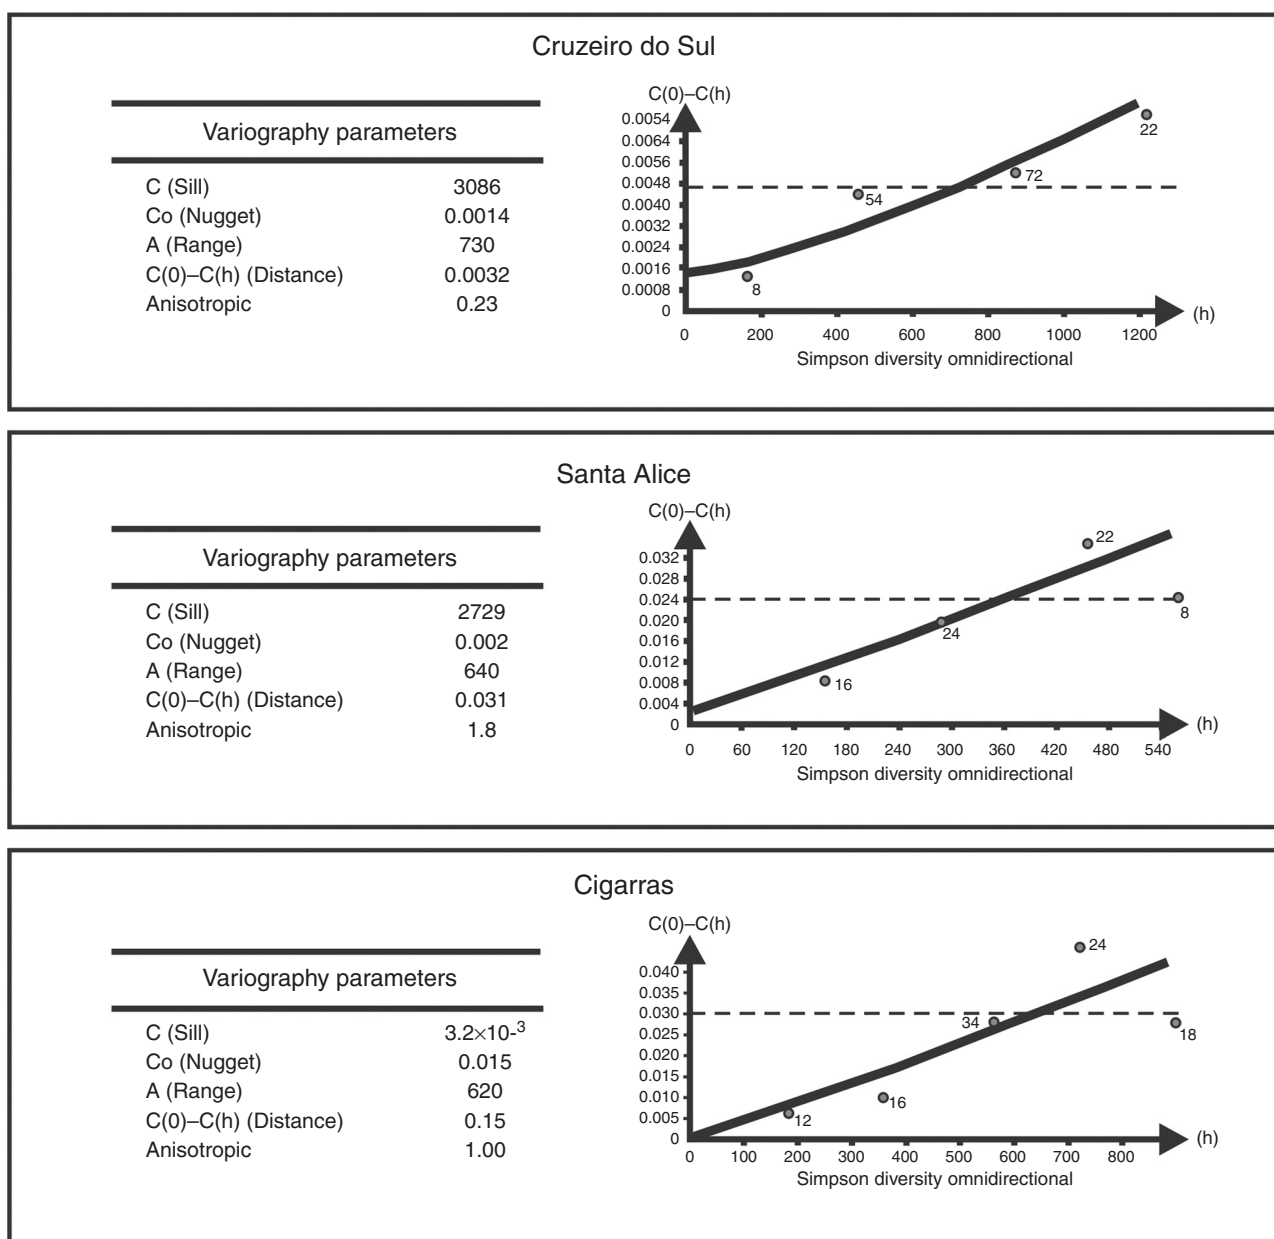 Cruzeiro do Sul
Variography parameters
C (Sill) 3086
Co (Nugget) 0.0014
A (Range) 730
C(0)–C(h) (Distance) 0.0032
Anisotropic 0.23
C(0)–C(h)
0.0054
0.0064
0.0056
0.0048
0.0040
0.0032
0.0024
0.0016
0.0008
0
8
54
72
22
(h)
0 200 400 600 800 1000 1200
Simpson diversity omnidirectional
Santa Alice
Variography parameters
C (Sill) 2729
Co (Nugget) 0.002
A (Range) 640
C(0)–C(h) (Distance) 0.031
Anisotropic 1.8
C(0)–C(h)
0.032
0.028
0.024
0.020
0.016
0.012
0.008
0.004
0
16
24
22
8
(h)
0 60 120 180 240 300 360 420 480 540
Simpson diversity omnidirectional
Cigarras
Variography parameters
C (Sill) 3.2×10-³
Co (Nugget) 0.015
A (Range) 620
C(0)–C(h) (Distance) 0.15
Anisotropic 1.00
C(0)–C(h)
0.040
0.035
0.030
0.025
0.020
0.015
0.010
0.005
0
12
16
34
24
18
(h)
0 100 200 300 400 500 600 700 800
Simpson diversity omnidirectional